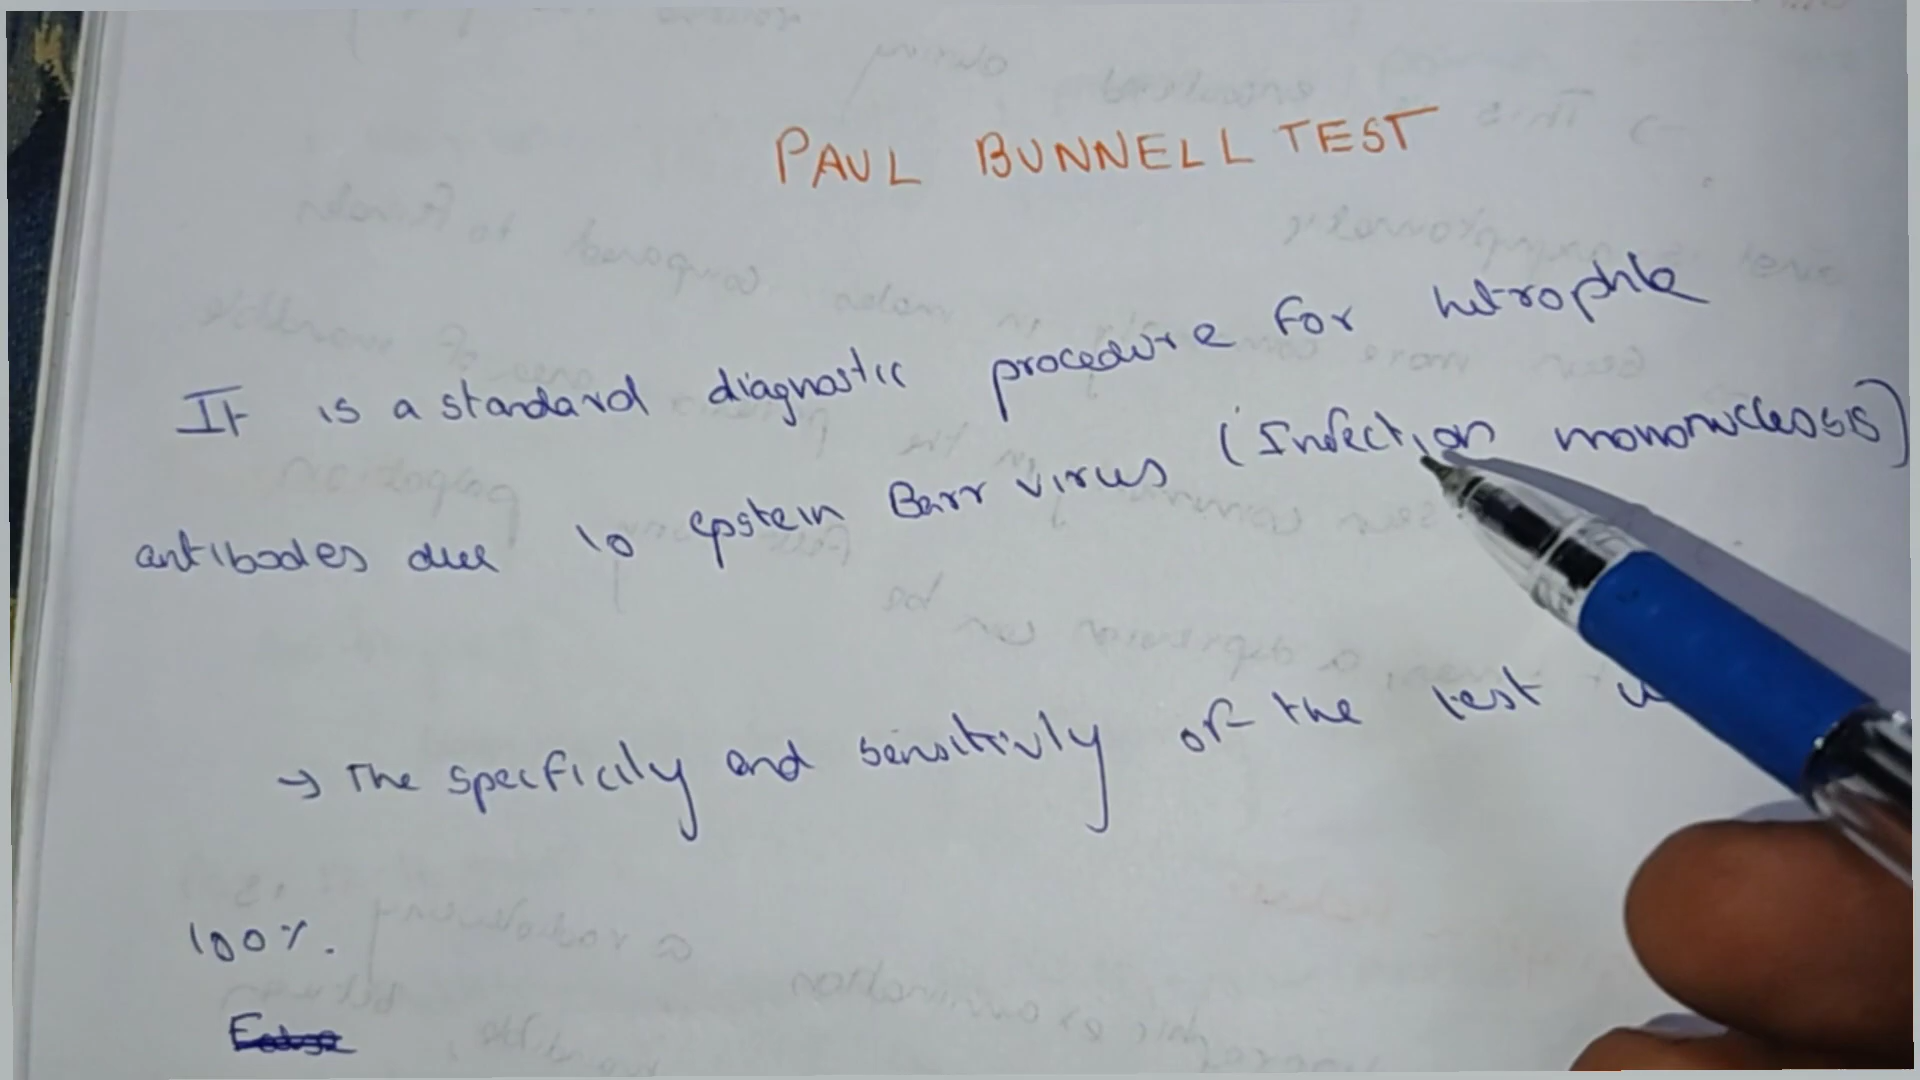 PAUL BUNNELL TEST
It is a standard diagnostic procedure for hetrophile
antibodes due to epstein Barr virus (Infection mononucleosis)
→ The specificity and sensitivity of the test
100%.